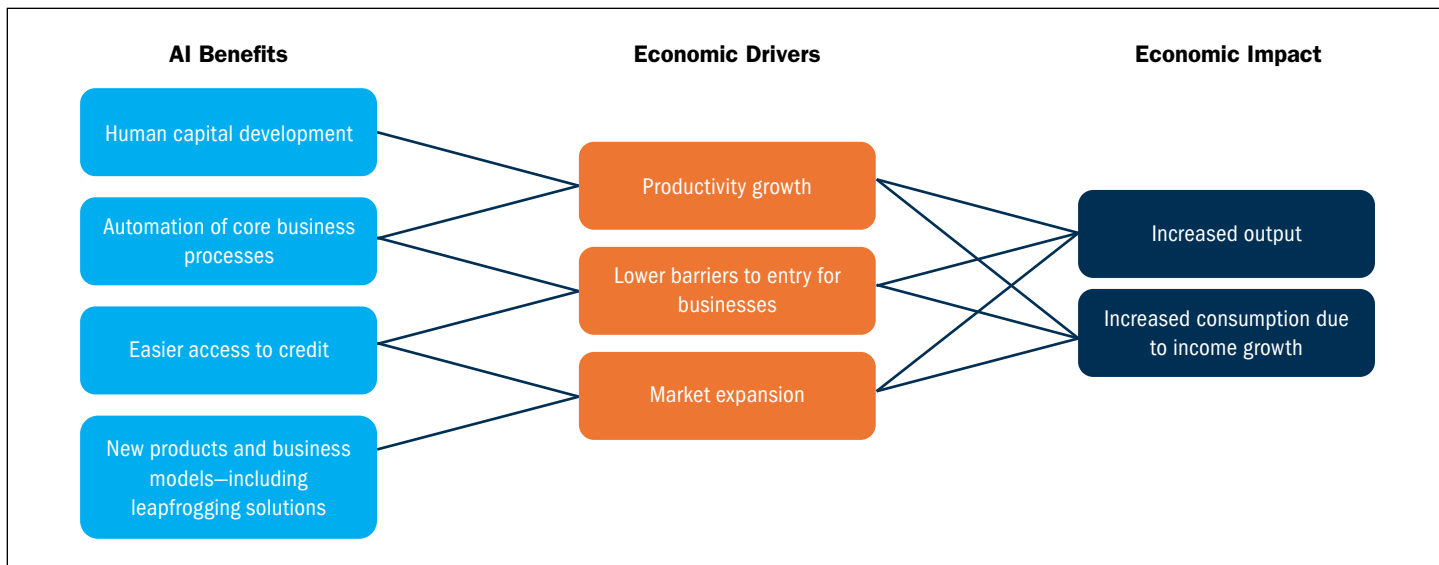 AI Benefits
Human capital development
Automation of core business
processes
Easier access to credit
New products and business
models—including
leapfrogging solutions
Economic Drivers
Productivity growth
Lower barriers to entry for
businesses
Market expansion
Economic Impact
Increased output
Increased consumption due
to income growth